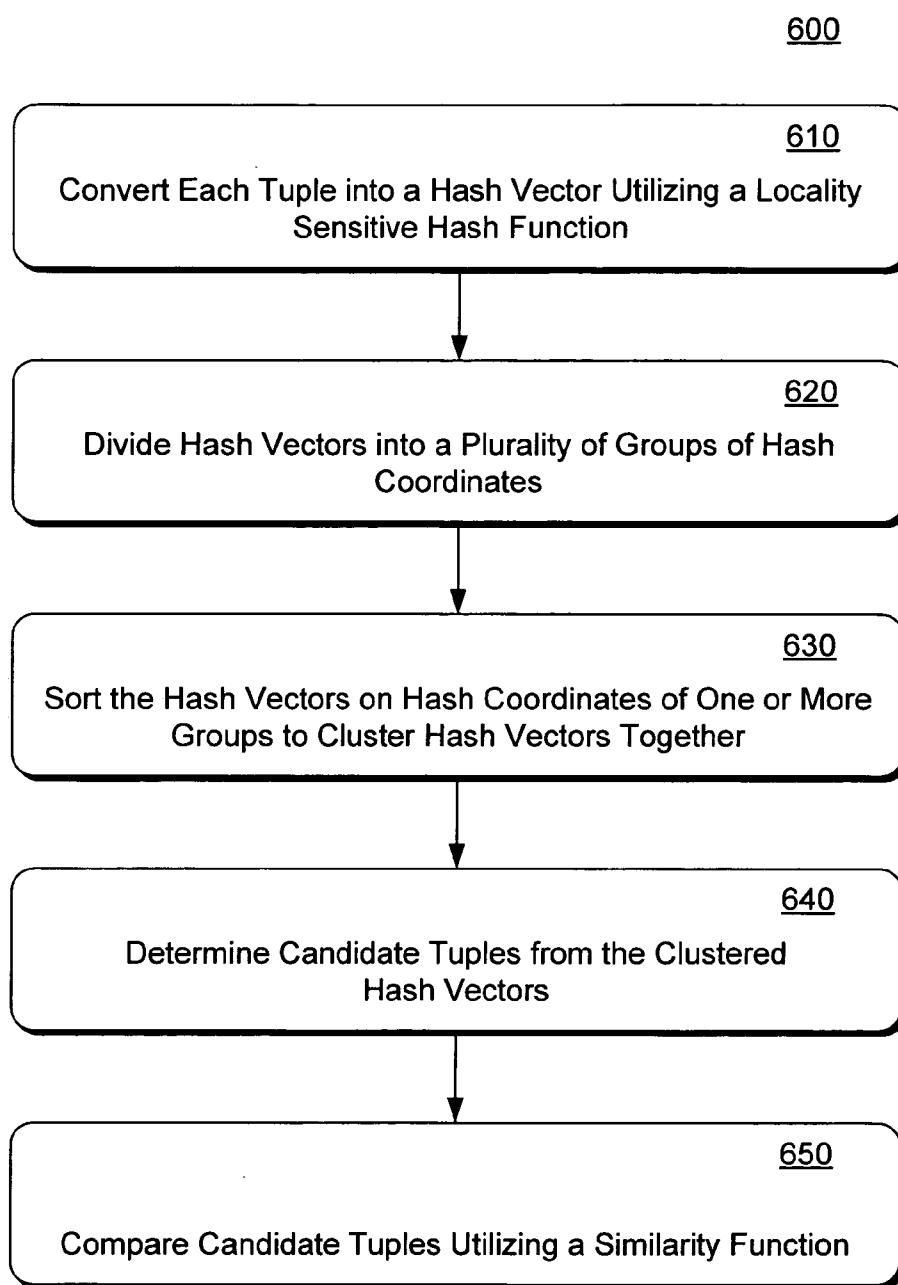 600
610
Convert Each Tuple into a Hash Vector Utilizing a Locality
Sensitive Hash Function
620
Divide Hash Vectors into a Plurality of Groups of Hash
Coordinates
630
Sort the Hash Vectors on Hash Coordinates of One or More
Groups to Cluster Hash Vectors Together
640
Determine Candidate Tuples from the Clustered
Hash Vectors
650
Compare Candidate Tuples Utilizing a Similarity Function